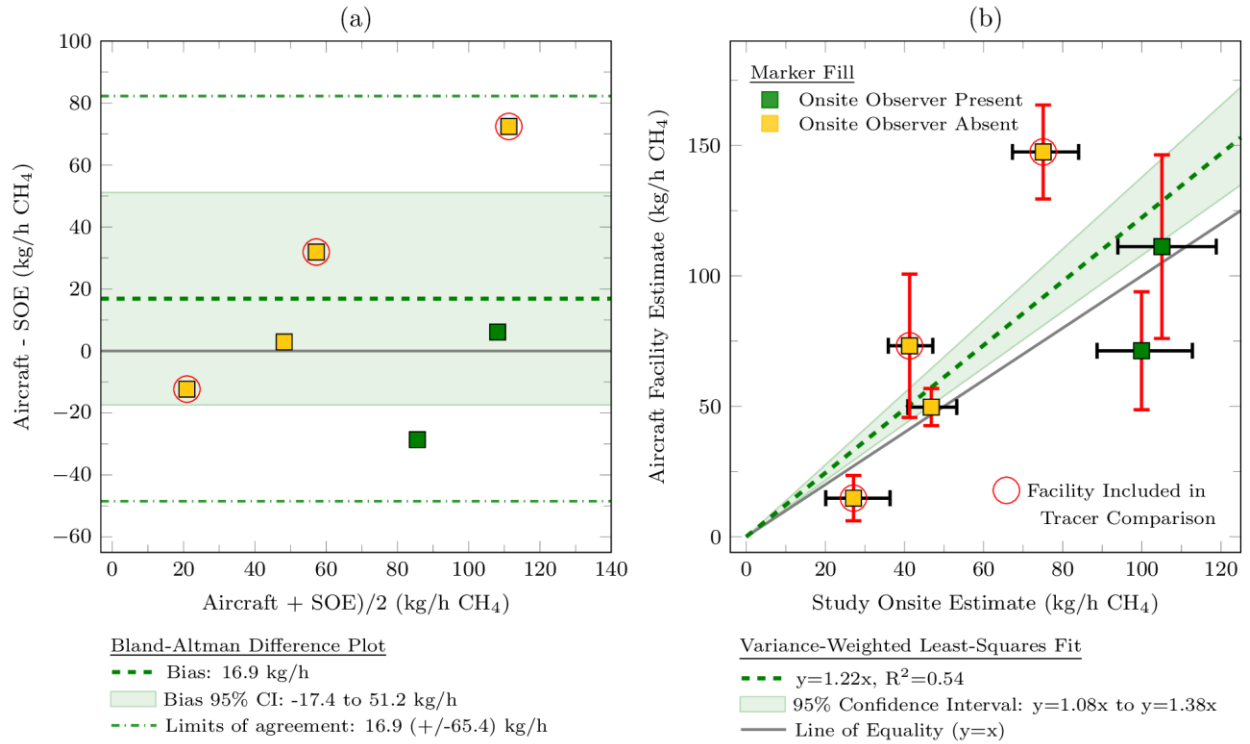 (a)
Aircraft - SOE (kg/h CH4)
100
80
60
40
20
0
−20
−40
−60
0 20 40 60 80 100 120 140
Aircraft + SOE)/2 (kg/h CH4)
Bland-Altman Difference Plot
Bias: 16.9 kg/h
Bias 95% CI: -17.4 to 51.2 kg/h
Limits of agreement: 16.9 (+/-65.4) kg/h
(b)
Aircraft Facility Estimate (kg/h CH4)
150
100
50
0
Marker Fill
Onsite Observer Present
Onsite Observer Absent
Facility Included in
Tracer Comparison
0 20 40 60 80 100 120
Study Onsite Estimate (kg/h CH4)
Variance-Weighted Least-Squares Fit
y=1.22x, R2=0.54
95% Confidence Interval: y=1.08x to y=1.38x
Line of Equality (y=x)